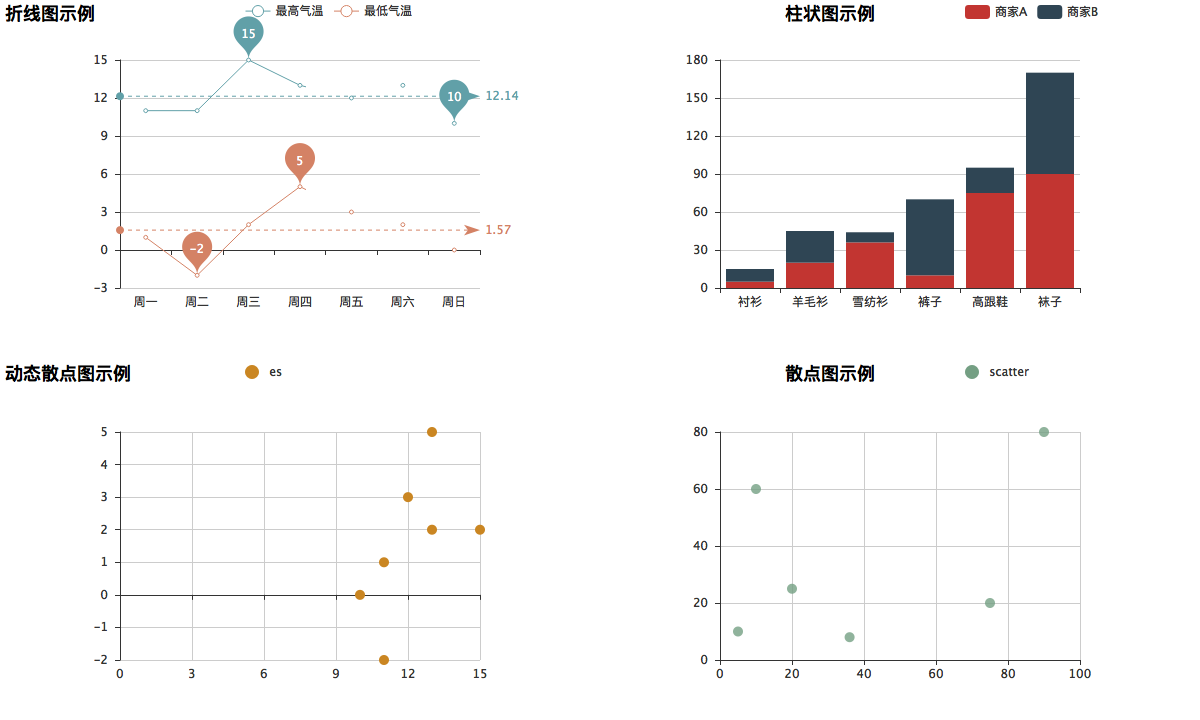 折线图示例
最高气温 最低气温
15
12
9
6
3
0
−3
15
10
12.14
5
−2
1.57
周一 周二 周三 周四 周五 周六 周日
柱状图示例
商家A 商家B
180
150
120
90
60
30
0
衬衫 羊毛衫 雪纺衫 裤子 高跟鞋 袜子
动态散点图示例
es
5
4
3
2
1
0
−1
−2
0 3 6 9 12 15
散点图示例
scatter
80
60
40
20
0
0 20 40 60 80 100